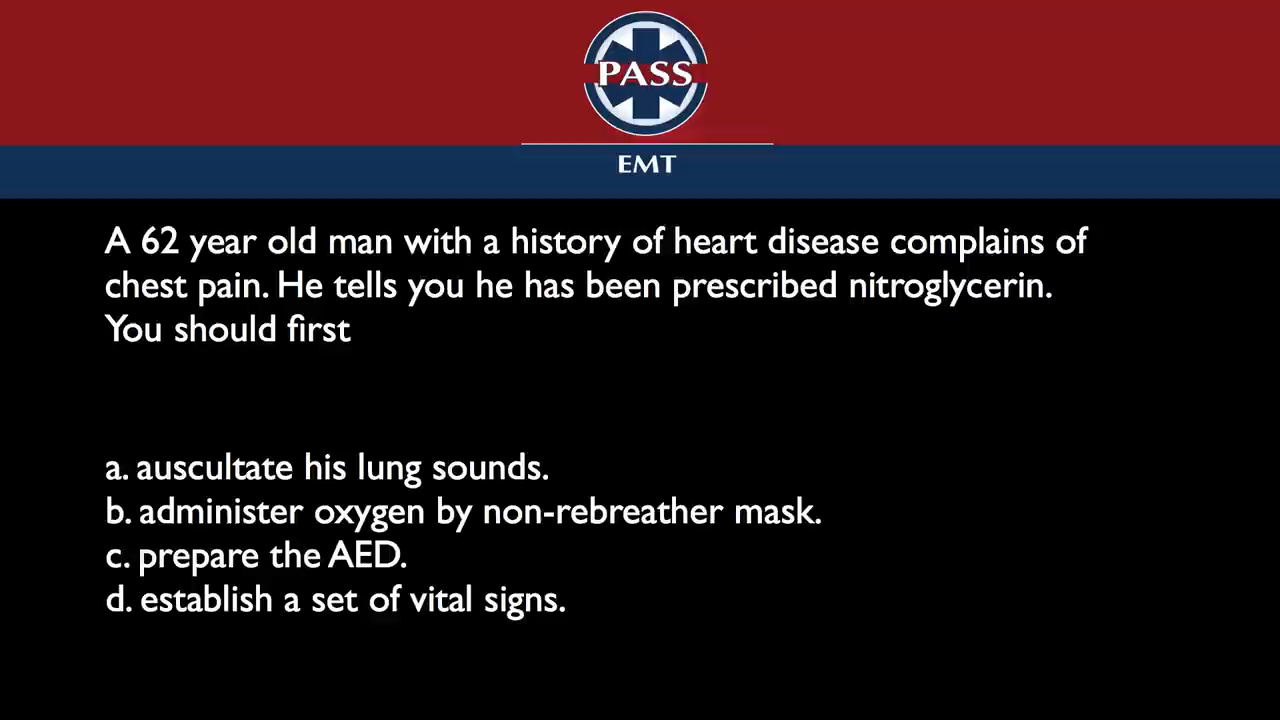 PASS
EMT
A 62 year old man with a history of heart disease complains of
chest pain. He tells you he has been prescribed nitroglycerin.
You should first
a. auscultate his lung sounds.
b. administer oxygen by non-rebreather mask.
c. prepare the AED.
d. establish a set of vital signs.